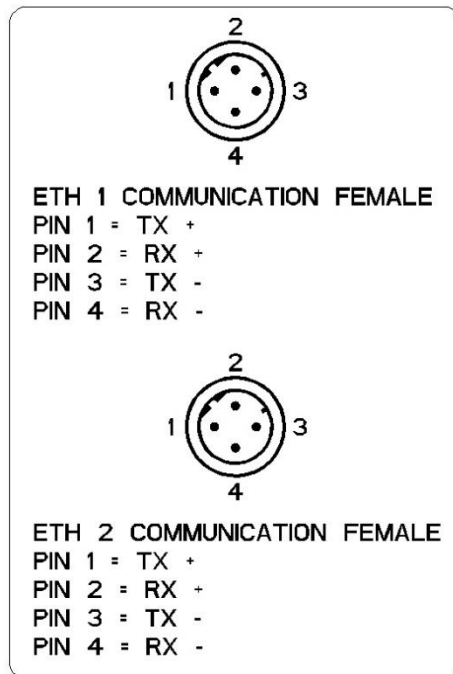 2
1 3
4
ETH 1 COMMUNICATION FEMALE
PIN 1 = TX +
PIN 2 = RX +
PIN 3 = TX -
PIN 4 = RX -
2
1 3
4
ETH 2 COMMUNICATION FEMALE
PIN 1 = TX +
PIN 2 = RX +
PIN 3 = TX -
PIN 4 = RX -